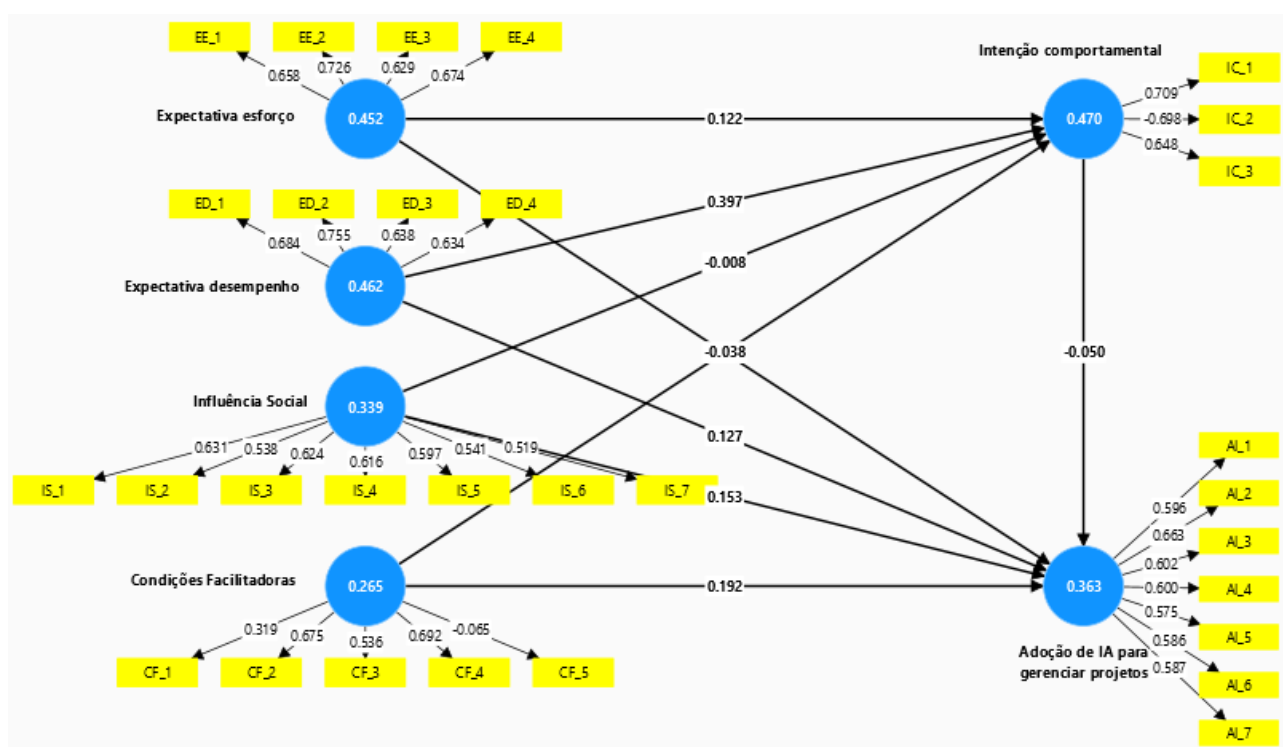 EE_1 EE_2 EE_3 EE_4
0.658 0.726 0.629 0.674
Expectativa esforço
0.452
ED_1 ED_2 ED_3 ED_4
0.684 0.755 0.638 0.634
Expectativa desempenho
0.462
Influência Social
0.339
0.631 0.538 0.624 0.616 0.597 0.541 0.519
IS_1 IS_2 IS_3 IS_4 IS_5 IS_6 IS_7
Condições Facilitadoras
0.265
0.319 0.675 0.536 0.692 -0.065
CF_1 CF_2 CF_3 CF_4 CF_5
0.122
0.397
-0.008
-0.038
0.127
0.153
0.192
-0.050
Intenção comportamental
0.470
0.709 IC_1
-0.698 IC_2
0.648 IC_3
0.363
Adoção de IA para
gerenciar projetos
0.596 AI_1
0.663 AI_2
0.602 AI_3
0.600 AI_4
0.575 AI_5
0.586 AI_6
0.587 AI_7